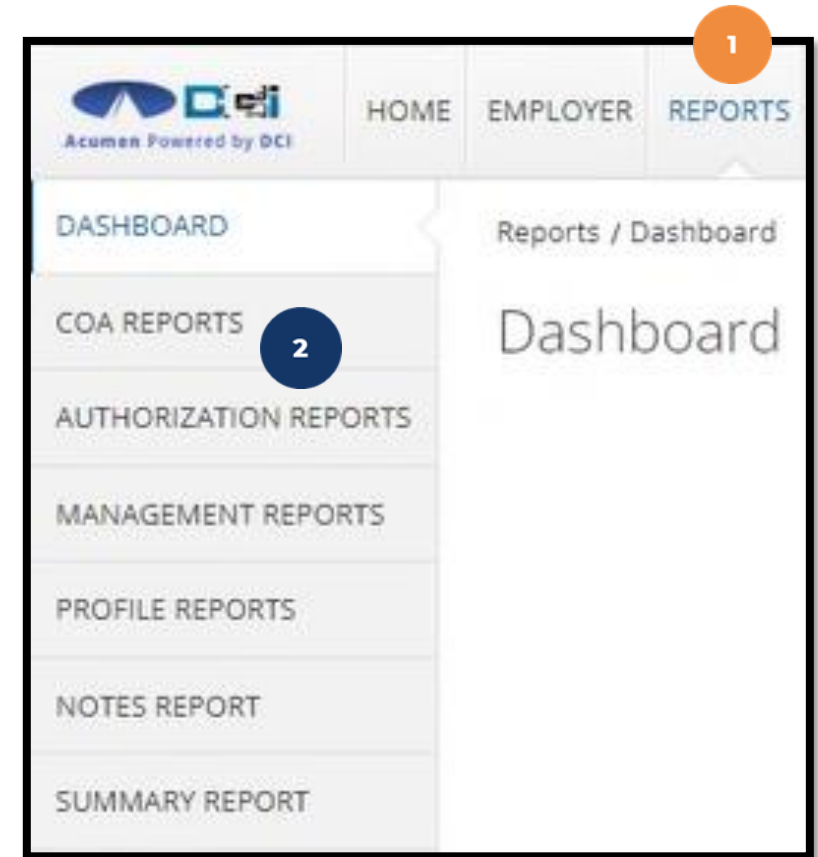 1
DCI
Acumen Powered by DCI
HOME EMPLOYER REPORTS
DASHBOARD
Reports / Dashboard
COA REPORTS
2
Dashboard
AUTHORIZATION REPORTS
MANAGEMENT REPORTS
PROFILE REPORTS
NOTES REPORT
SUMMARY REPORT